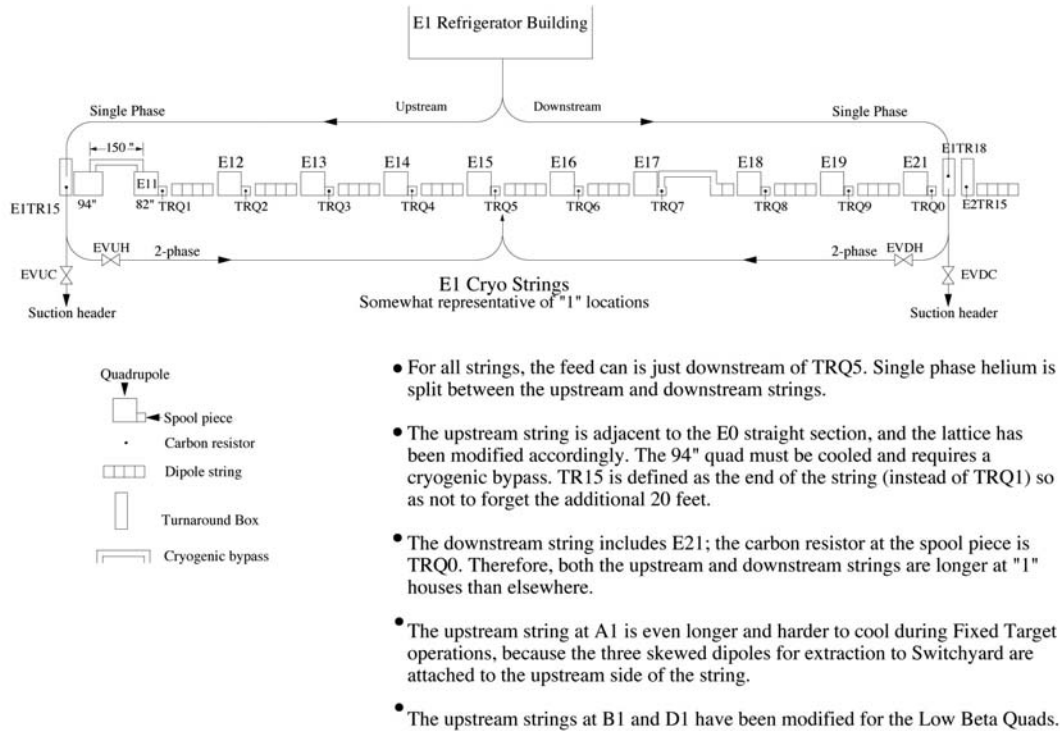 E1 Refrigerator Building
Upstream
Downstream
Single Phase
Single Phase
150 "
E12
E13
E14
E15
E16
E17
E18
E19
E21
E1TR18
E11
E1TR15
94"
82"
TRQ1
TRQ2
TRQ3
TRQ4
TRQ5
TRQ6
TRQ7
TRQ8
TRQ9
TRQ0
E2TR15
EVUH
2-phase
2-phase
EVDH
EVUC
EVDC
E1 Cryo Strings
Somewhat representative of "1" locations
Suction header
Suction header
Quadrupole
Spool piece
Carbon resistor
Dipole string
Turnaround Box
Cryogenic bypass
• For all strings, the feed can is just downstream of TRQ5. Single phase helium is
split between the upstream and downstream strings.
• The upstream string is adjacent to the E0 straight section, and the lattice has
been modified accordingly. The 94" quad must be cooled and requires a
cryogenic bypass. TR15 is defined as the end of the string (instead of TRQ1) so
as not to forget the additional 20 feet.
• The downstream string includes E21; the carbon resistor at the spool piece is
TRQ0. Therefore, both the upstream and downstream strings are longer at "1"
houses than elsewhere.
• The upstream string at A1 is even longer and harder to cool during Fixed Target
operations, because the three skewed dipoles for extraction to Switchyard are
attached to the upstream side of the string.
• The upstream strings at B1 and D1 have been modified for the Low Beta Quads.